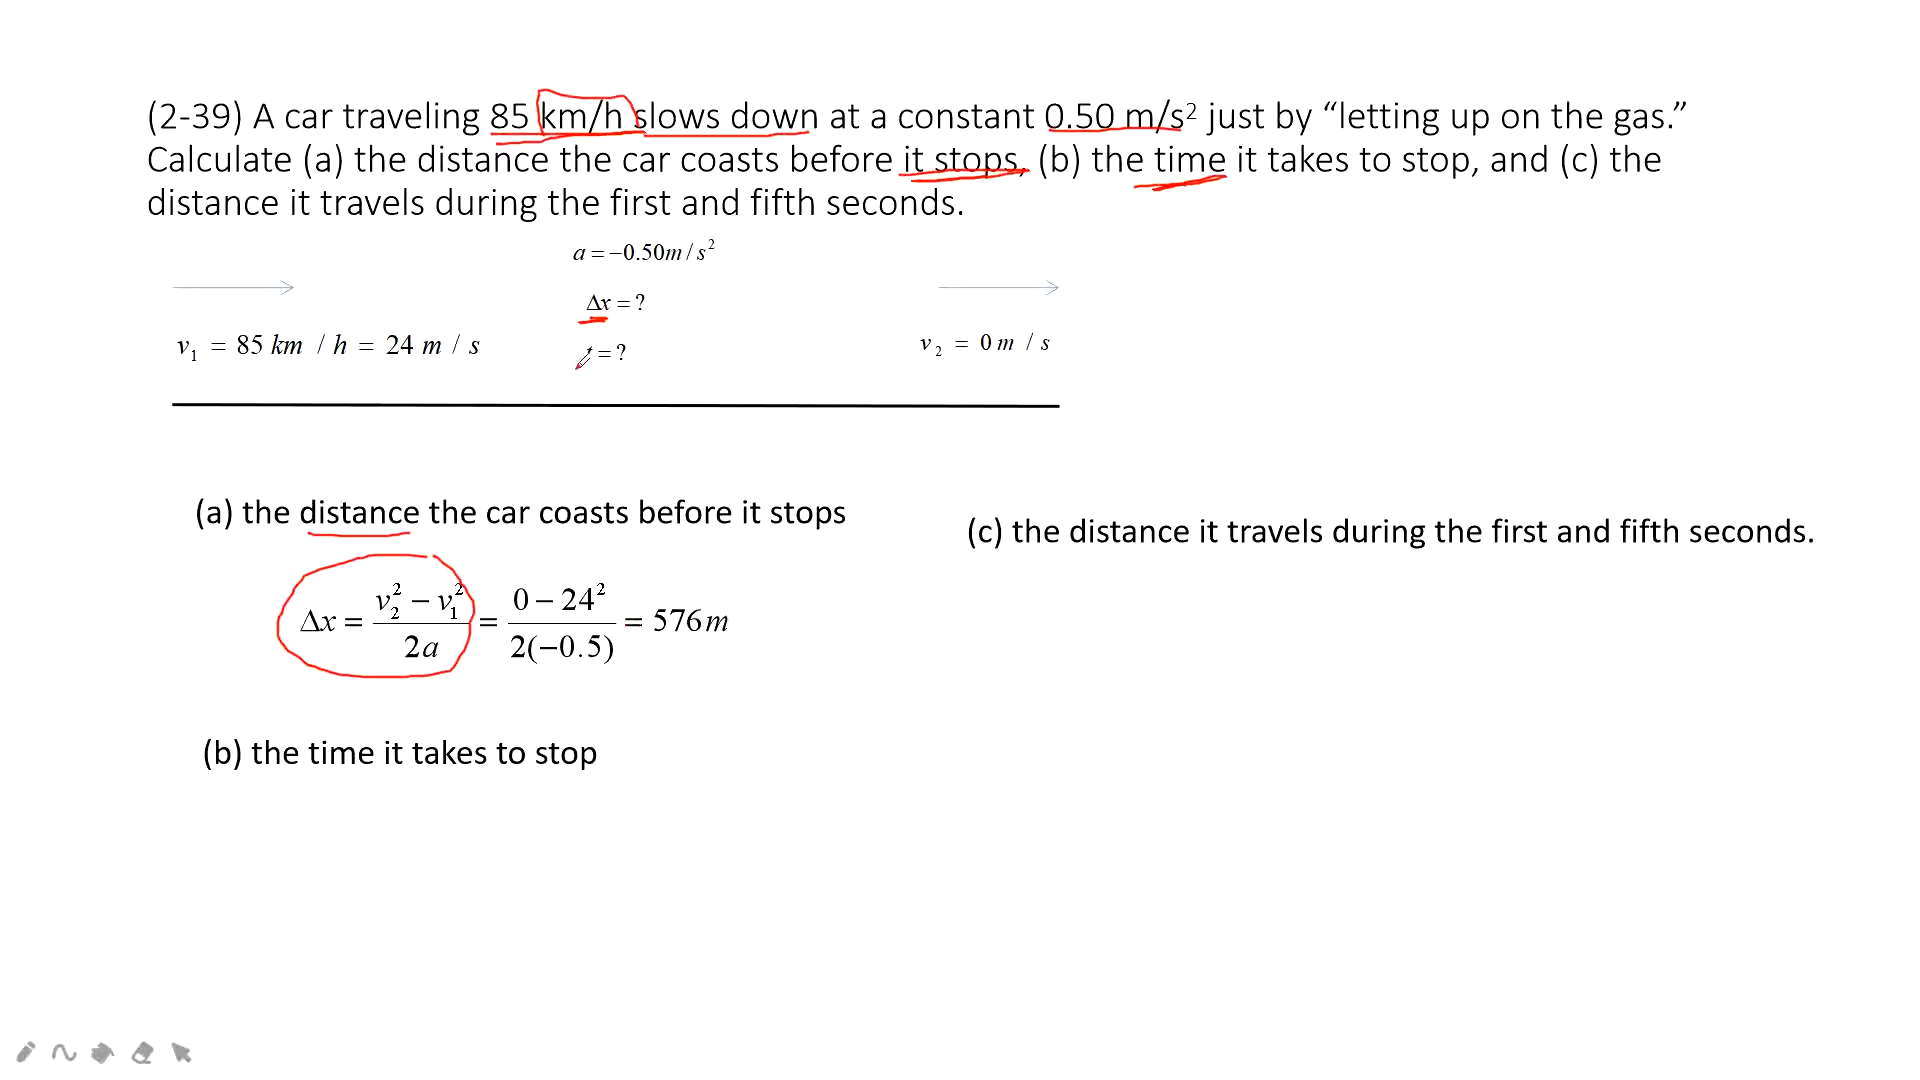 (2-39) A car traveling 85 km/h slows down at a constant 0.50 m/s² just by “letting up on the gas.”
Calculate (a) the distance the car coasts before it stops, (b) the time it takes to stop, and (c) the
distance it travels during the first and fifth seconds.
a = −0.50m / s²
Δx = ?
t = ?
v₁ = 85 km / h = 24 m / s
v₂ = 0 m / s
(a) the distance the car coasts before it stops
Δx = (v₂² − v₁²) / 2a = (0 − 24²) / 2(−0.5) = 576m
(b) the time it takes to stop
(c) the distance it travels during the first and fifth seconds.